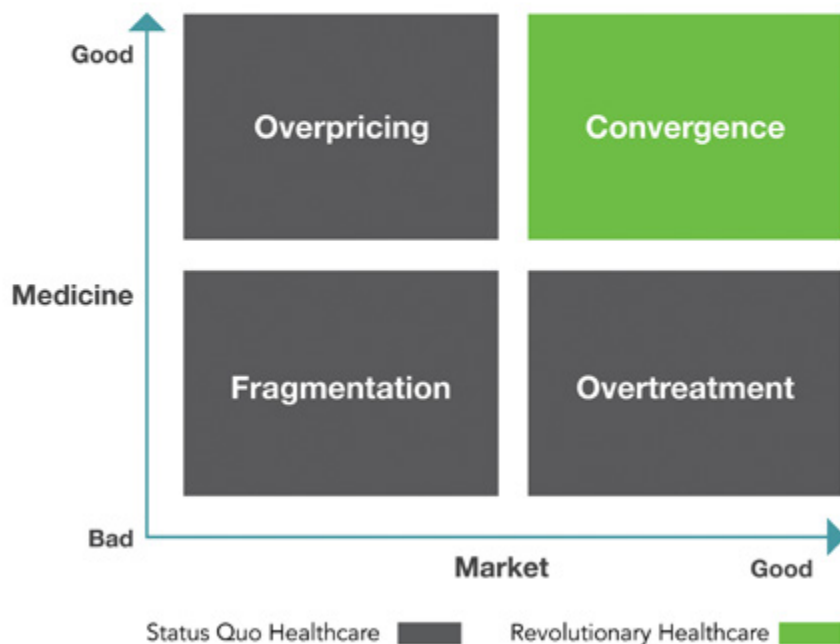 Good
Overpricing
Convergence
Medicine
Fragmentation
Overtreatment
Bad
Market
Good
Status Quo Healthcare
Revolutionary Healthcare